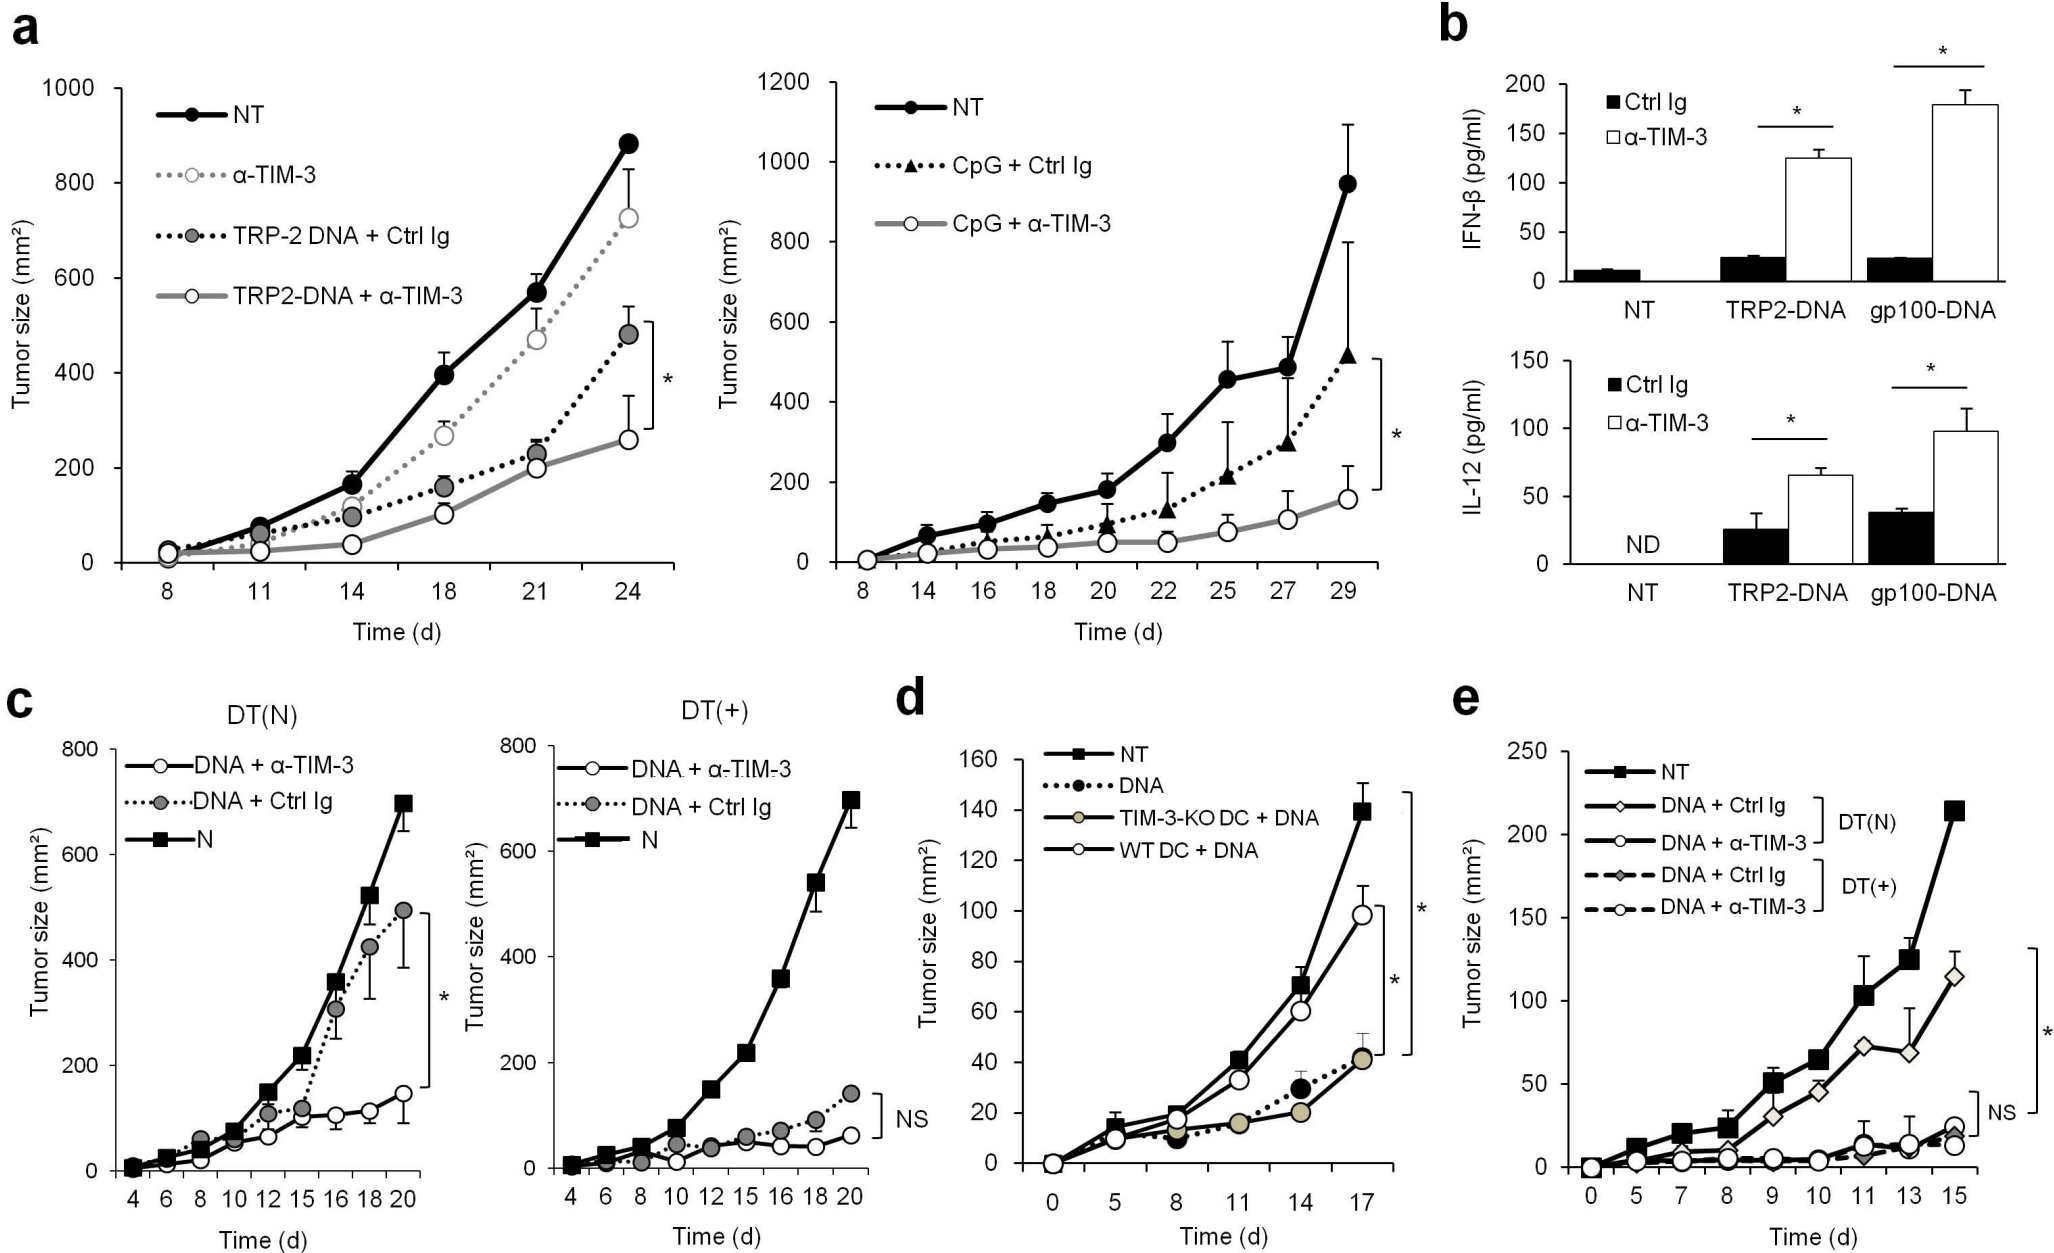 a
1000
800
600
400
200
0
Tumor size (mm²)
NT
α-TIM-3
TRP-2 DNA + Ctrl Ig
TRP2-DNA + α-TIM-3
*
8 11 14 18 21 24
Time (d)
1200
1000
800
600
400
200
0
Tumor size (mm²)
NT
CpG + Ctrl Ig
CpG + α-TIM-3
*
8 14 16 18 20 22 25 27 29
Time (d)
b
200
150
100
50
0
IFN-β (pg/ml)
Ctrl Ig
α-TIM-3
*
*
NT TRP2-DNA gp100-DNA
150
100
50
0
IL-12 (pg/ml)
Ctrl Ig
α-TIM-3
*
*
ND
NT TRP2-DNA gp100-DNA
c
DT(N)
800
600
400
200
0
Tumor size (mm²)
DNA + α-TIM-3
DNA + Ctrl Ig
N
*
4 6 8 10 12 15 16 18 20
Time (d)
DT(+)
800
600
400
200
0
Tumor size (mm²)
DNA + α-TIM-3
DNA + Ctrl Ig
N
NS
4 6 8 10 12 15 16 18 20
Time (d)
d
160
140
120
100
80
60
40
20
0
Tumor size (mm²)
NT
DNA
TIM-3-KO DC + DNA
WT DC + DNA
*
*
0 5 8 11 14 17
Time (d)
e
250
200
150
100
50
0
Tumor size (mm²)
NT
DNA + Ctrl Ig
DNA + α-TIM-3
DT(N)
DNA + Ctrl Ig
DNA + α-TIM-3
DT(+)
*
NS
0 5 7 8 9 10 11 13 15
Time (d)